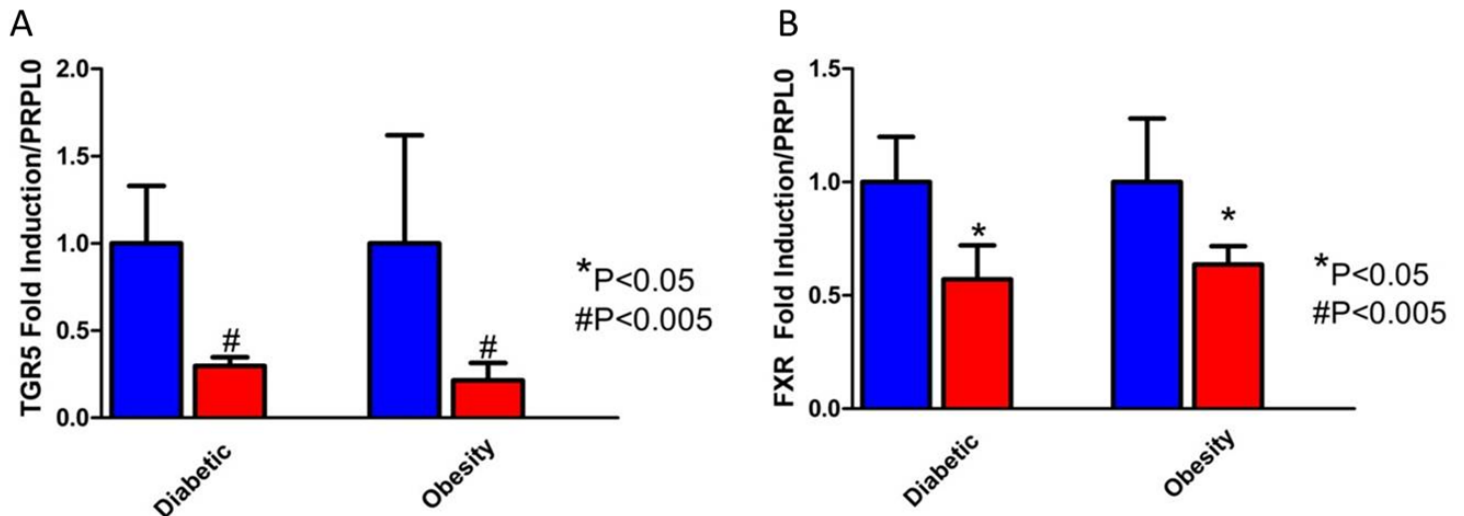 A
TGR5 Fold Induction/PRPL0
2.0
1.5
1.0
0.5
0.0
#
#
*P<0.05
#P<0.005
Diabetic
Obesity
B
FXR Fold Induction/PRPL0
1.5
1.0
0.5
0.0
*
*
*P<0.05
#P<0.005
Diabetic
Obesity